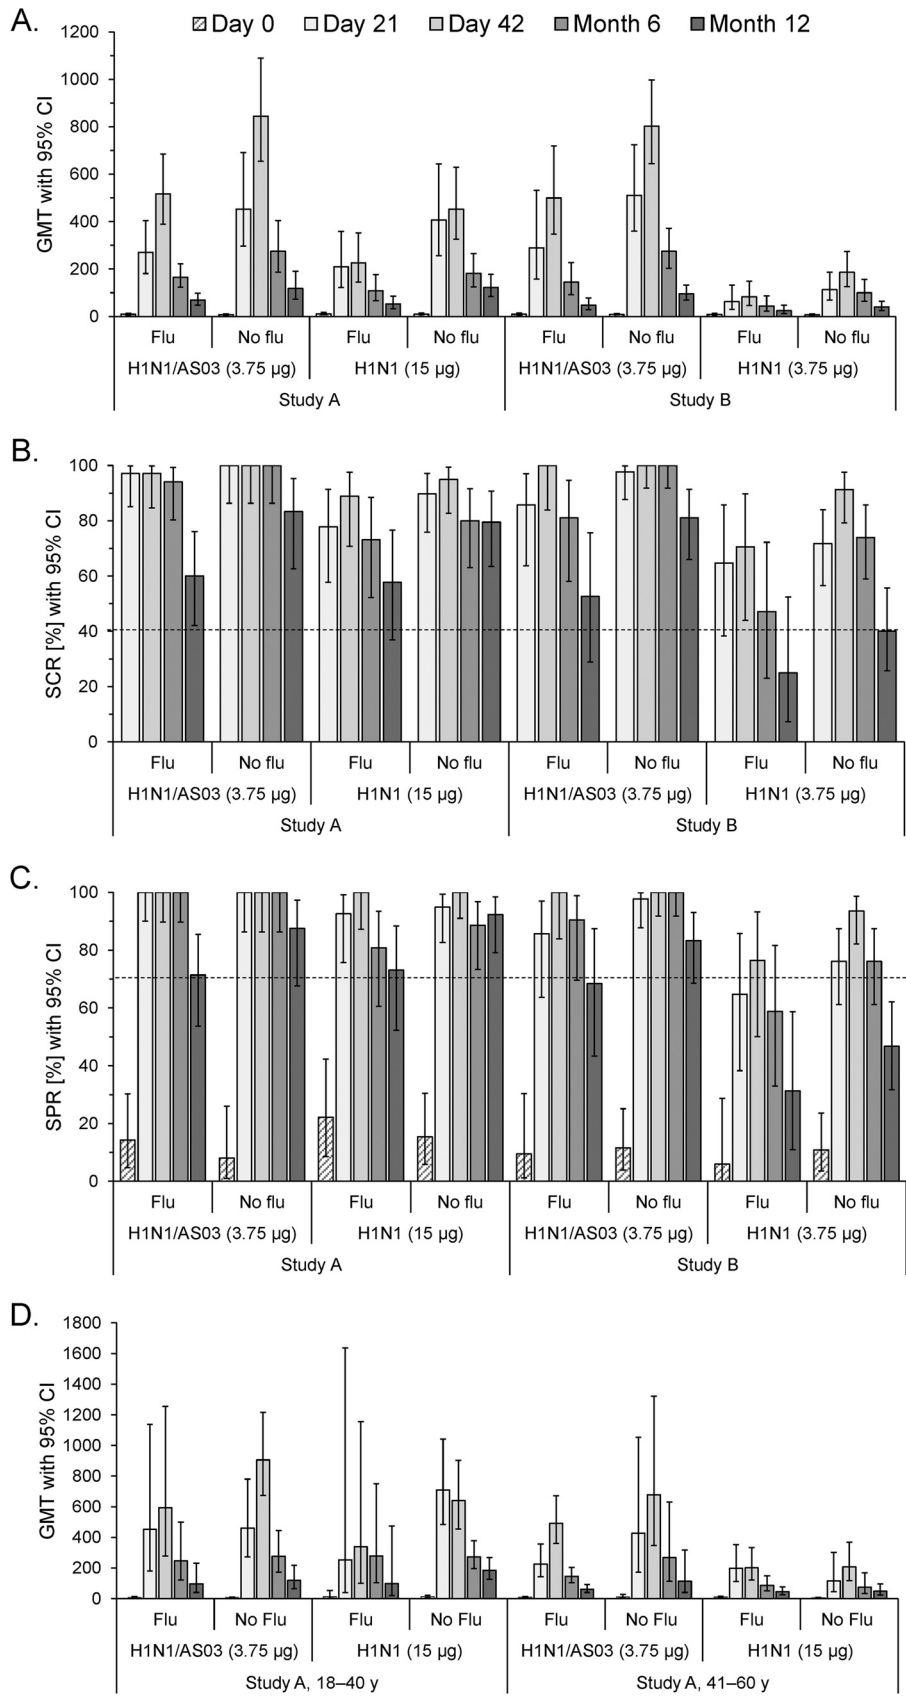 A.
Day 0 Day 21 Day 42 Month 6 Month 12
GMT with 95% CI
1200
1000
800
600
400
200
0
Flu No flu Flu No flu Flu No flu Flu No flu
H1N1/AS03 (3.75 µg) H1N1 (15 µg) H1N1/AS03 (3.75 µg) H1N1 (3.75 µg)
Study A Study B
B.
SCR [%] with 95% CI
100
80
60
40
20
0
Flu No flu Flu No flu Flu No flu Flu No flu
H1N1/AS03 (3.75 µg) H1N1 (15 µg) H1N1/AS03 (3.75 µg) H1N1 (3.75 µg)
Study A Study B
C.
SPR [%] with 95% CI
100
80
60
40
20
0
Flu No flu Flu No flu Flu No flu Flu No flu
H1N1/AS03 (3.75 µg) H1N1 (15 µg) H1N1/AS03 (3.75 µg) H1N1 (3.75 µg)
Study A Study B
D.
GMT with 95% CI
1800
1600
1400
1200
1000
800
600
400
200
0
Flu No Flu Flu No Flu Flu No Flu Flu No Flu
H1N1/AS03 (3.75 µg) H1N1 (15 µg) H1N1/AS03 (3.75 µg) H1N1 (15 µg)
Study A, 18–40 y Study A, 41–60 y